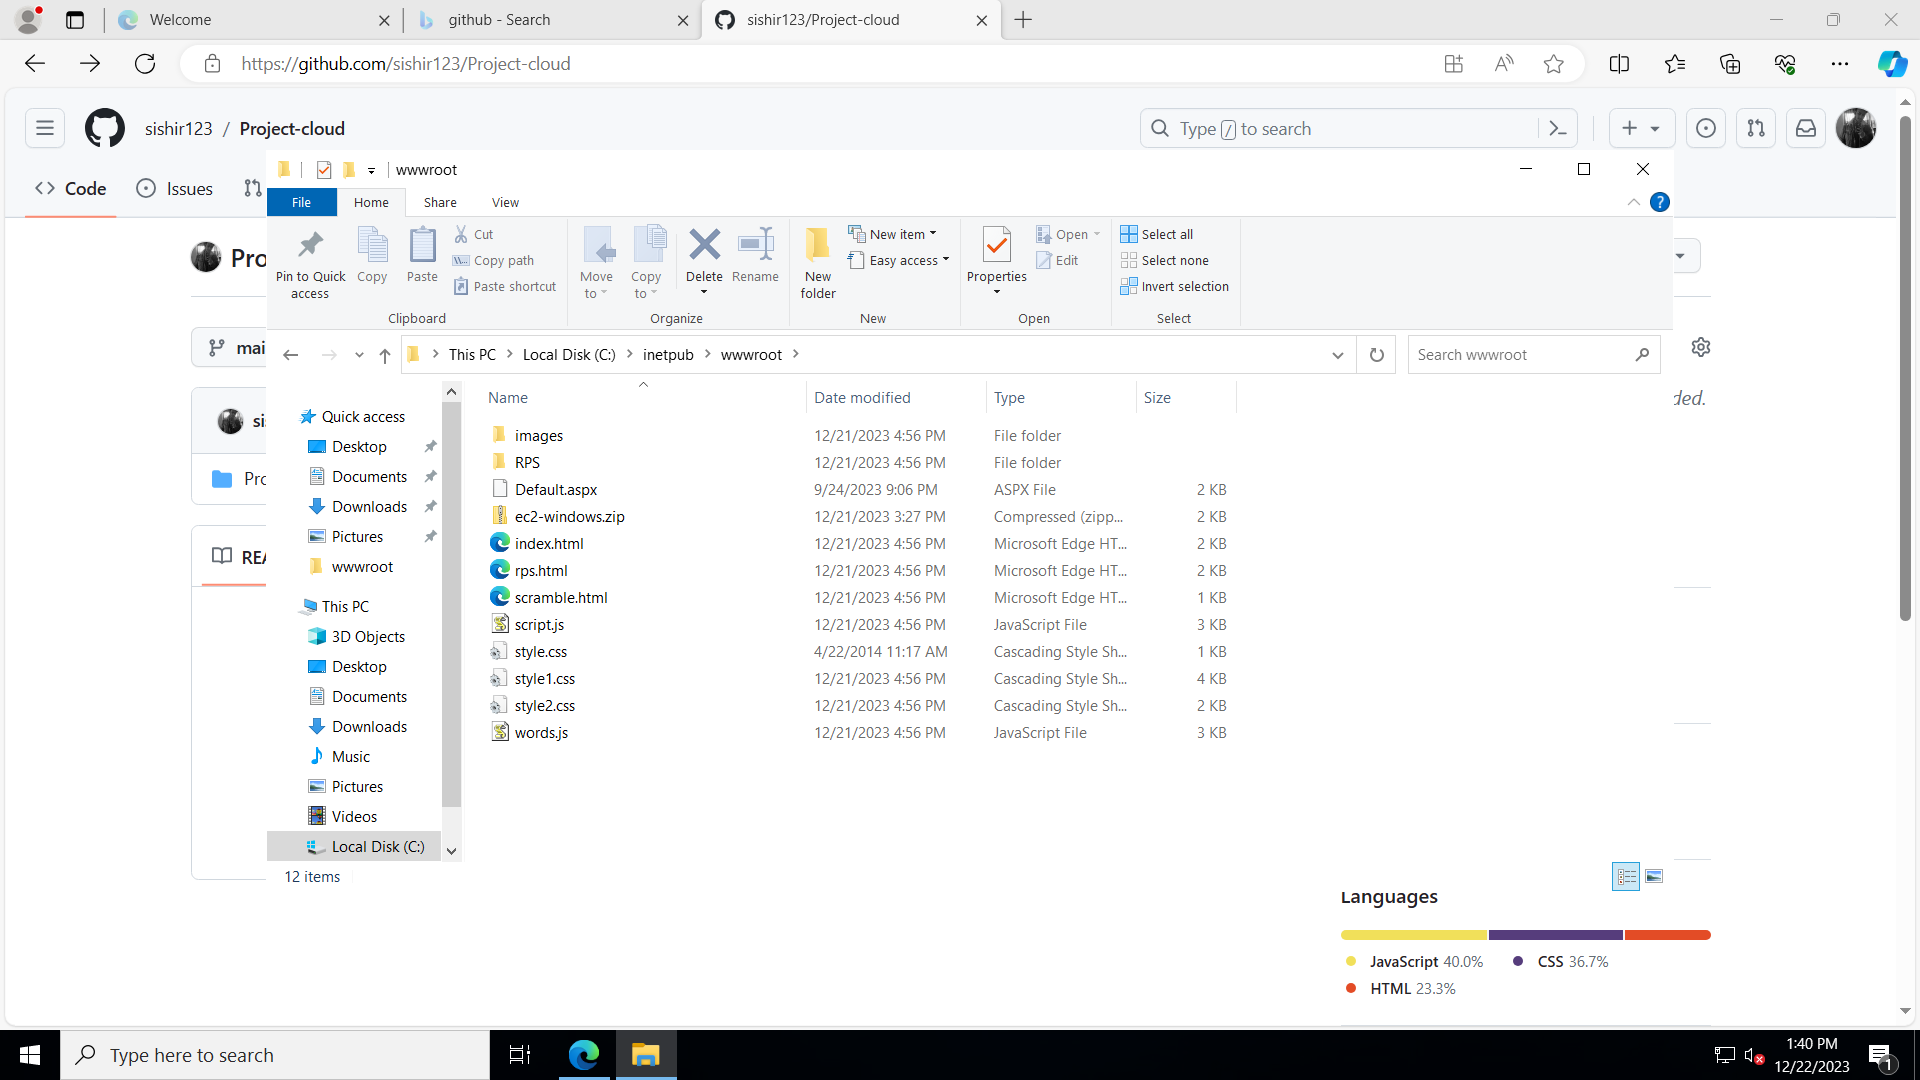 Welcome
github - Search
sishir123/Project-cloud
https://github.com/sishir123/Project-cloud
sishir123 / Project-cloud
Type / to search
Code
Issues
wwwroot
File
Home
Share
View
Pin to Quick access
Copy
Paste
Cut
Copy path
Paste shortcut
Clipboard
Move to
Copy to
Delete
Rename
Organize
New folder
New item
Easy access
New
Properties
Open
Edit
Open
Select all
Select none
Invert selection
Select
Pro
mai
This PC > Local Disk (C:) > inetpub > wwwroot >
Search wwwroot
ded.
si
Pro
REA
Quick access
Desktop
Documents
Downloads
Pictures
wwwroot
This PC
3D Objects
Desktop
Documents
Downloads
Music
Pictures
Videos
Local Disk (C:)
Name Date modified Type Size
images 12/21/2023 4:56 PM File folder
RPS 12/21/2023 4:56 PM File folder
Default.aspx 9/24/2023 9:06 PM ASPX File 2 KB
ec2-windows.zip 12/21/2023 3:27 PM Compressed (zipp... 2 KB
index.html 12/21/2023 4:56 PM Microsoft Edge HT... 2 KB
rps.html 12/21/2023 4:56 PM Microsoft Edge HT... 2 KB
scramble.html 12/21/2023 4:56 PM Microsoft Edge HT... 1 KB
script.js 12/21/2023 4:56 PM JavaScript File 3 KB
style.css 4/22/2014 11:17 AM Cascading Style Sh... 1 KB
style1.css 12/21/2023 4:56 PM Cascading Style Sh... 4 KB
style2.css 12/21/2023 4:56 PM Cascading Style Sh... 2 KB
words.js 12/21/2023 4:56 PM JavaScript File 3 KB
12 items
Languages
JavaScript 40.0%
CSS 36.7%
HTML 23.3%
Type here to search
1:40 PM
12/22/2023
1